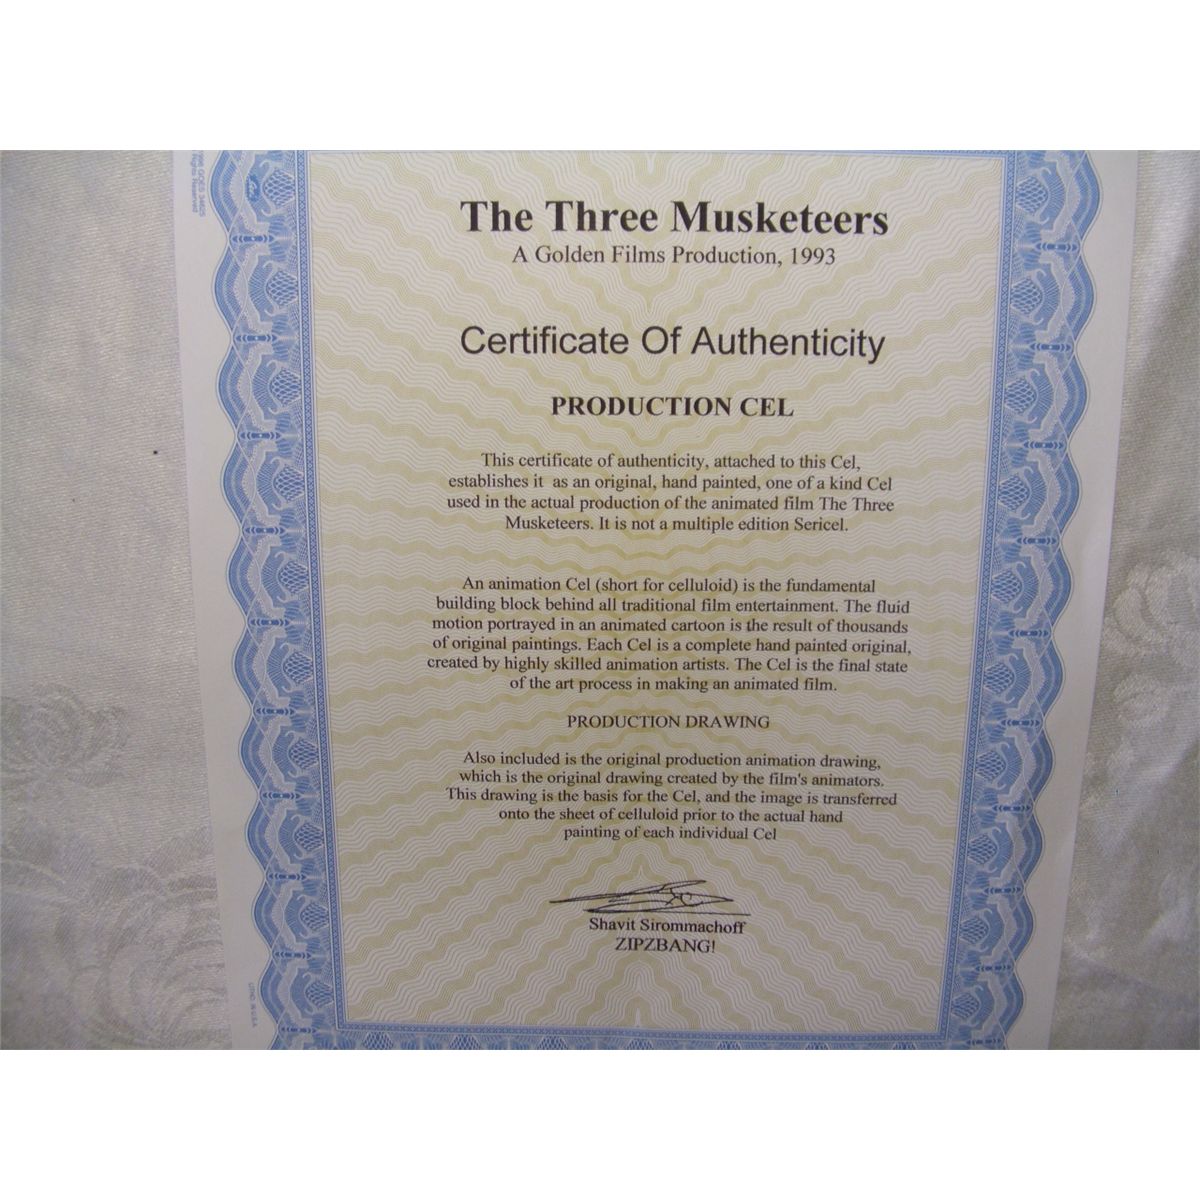 GOES 34605
Rights Reserved
The Three Musketeers
A Golden Films Production, 1993
Certificate Of Authenticity
PRODUCTION CEL
This certificate of authenticity, attached to this Cel,
establishes it as an original, hand painted, one of a kind Cel
used in the actual production of the animated film The Three
Musketeers. It is not a multiple edition Sericel.
An animation Cel (short for celluloid) is the fundamental
building block behind all traditional film entertainment. The fluid
motion portrayed in an animated cartoon is the result of thousands
of original paintings. Each Cel is a complete hand painted original,
created by highly skilled animation artists. The Cel is the final state
of the art process in making an animated film.
PRODUCTION DRAWING
Also included is the original production animation drawing,
which is the original drawing created by the film's animators.
This drawing is the basis for the Cel, and the image is transferred
onto the sheet of celluloid prior to the actual hand
painting of each individual Cel
Shavit Sirommachoff
ZIPZBANG!
LITHO. IN U.S.A.